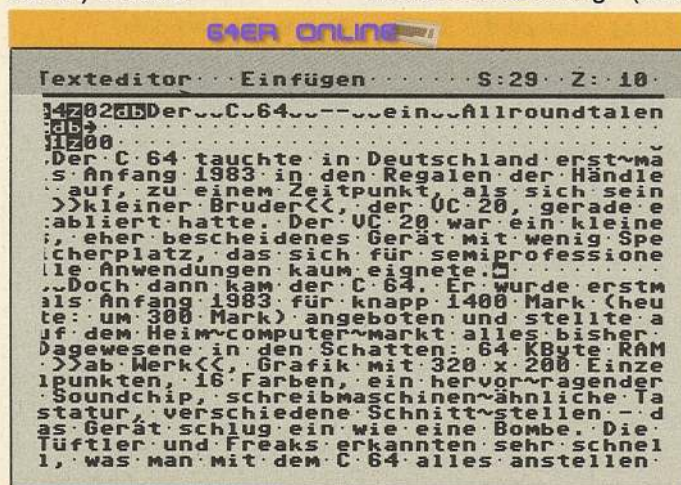 64ER ONLINE
Texteditor···Einfügen·······S:29··Z:·10·
a4z02dbDer⌣⌣C⌣64⌣⌣--⌣⌣ein⌣⌣Allroundtalen
tdb→
a1z00
⌣Der·C·64·tauchte·in·Deutschland·erst~ma
ls·Anfang·1983·in·den·Regalen·der·Händle
r·auf,·zu·einem·Zeitpunkt,·als·sich·sein
·>>kleiner·Bruder<<,·der·VC·20,·gerade·e
tabliert·hatte.·Der·VC·20·war·ein·kleine
s,·eher·bescheidenes·Gerät·mit·wenig·Spe
icherplatz,·das·sich·für·semiprofessione
lle·Anwendungen·kaum·eignete.
⌣⌣Doch·dann·kam·der·C·64.·Er·wurde·erstm
als·Anfang·1983·für·knapp·1400·Mark·(heu
te:·um·300·Mark)·angeboten·und·stellte·a
uf·dem·Heim~computer~markt·alles·bisher·
Dagewesene·in·den·Schatten:·64·KByte·RAM
·>>ab·Werk<<,·Grafik·mit·320·x·200·Einze
lpunkten,·16·Farben,·ein·hervor~ragender
·Soundchip,·schreibmaschinen~ähnliche·Ta
statur,·verschiedene·Schnitt~stellen·-·d
as·Gerät·schlug·ein·wie·eine·Bombe.·Die·
Tüftler·und·Freaks·erkannten·sehr·schnel
l,·was·man·mit·dem·C·64·alles·anstellen·